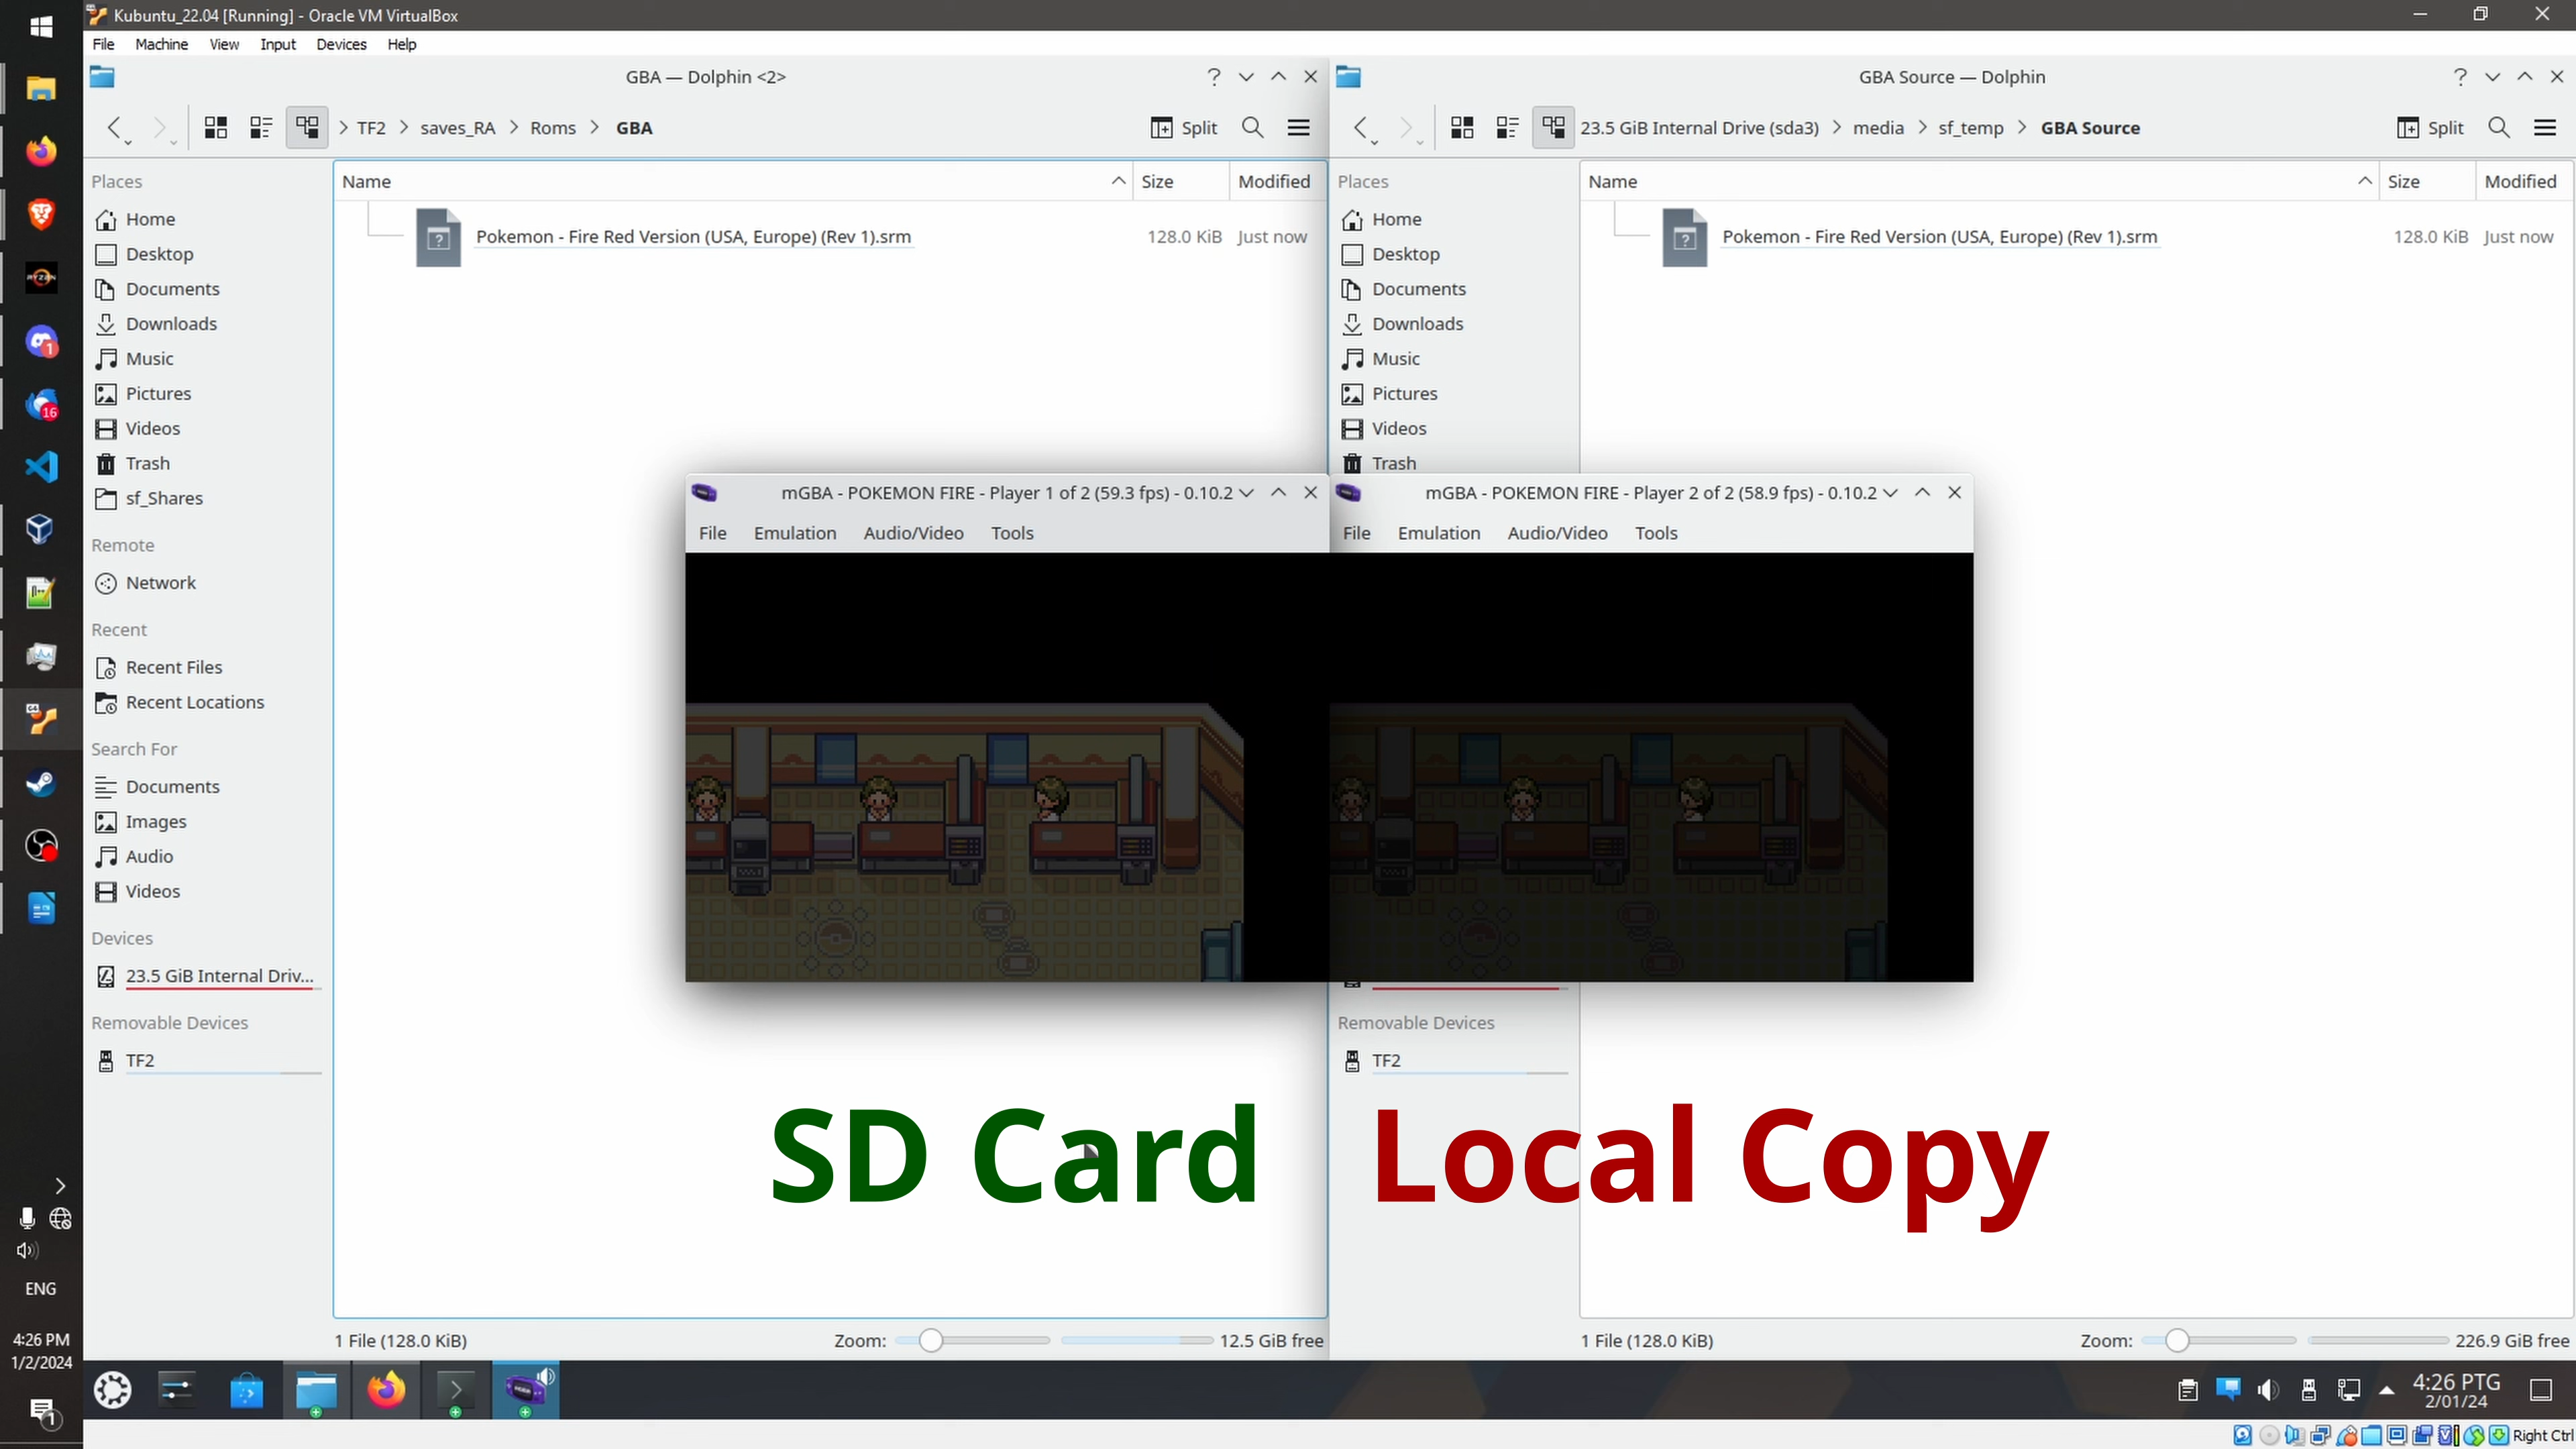 Kubuntu_22.04 [Running] - Oracle VM VirtualBox
File Machine View Input Devices Help
GBA — Dolphin <2>
Split
TF2 saves_RA Roms GBA
Name Size Modified
Places
Home
Desktop
Documents
Downloads
Music
Pictures
Videos
Trash
sf_Shares
Remote
Network
Recent
Recent Files
Recent Locations
Search For
Documents
Images
Audio
Videos
Devices
23.5 GiB Internal Driv...
Removable Devices
TF2
Pokemon - Fire Red Version (USA, Europe) (Rev 1).srm 128.0 KiB Just now
1 File (128.0 KiB) Zoom: 12.5 GiB free
GBA Source — Dolphin
23.5 GiB Internal Drive (sda3) media sf_temp GBA Source
Split
Name Size Modified
Places
Home
Desktop
Documents
Downloads
Music
Pictures
Videos
Trash
Removable Devices
TF2
Pokemon - Fire Red Version (USA, Europe) (Rev 1).srm 128.0 KiB Just now
1 File (128.0 KiB) Zoom: 226.9 GiB free
mGBA - POKEMON FIRE - Player 1 of 2 (59.3 fps) - 0.10.2
File Emulation Audio/Video Tools
mGBA - POKEMON FIRE - Player 2 of 2 (58.9 fps) - 0.10.2
File Emulation Audio/Video Tools
SD Card
Local Copy
RYZEN
1
16
64
ENG
4:26 PM
1/2/2024
1
4:26 PTG
2/01/24
Right Ctrl